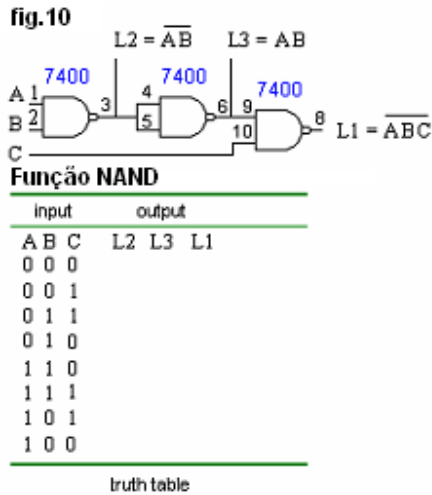 fig.10
L2 = A̅B̅ L3 = AB
7400 7400 7400
A 1 3 4 6 9 8
B 2 5 10 L1 = A̅B̅C̅
C
Função NAND
input output
A B C L2 L3 L1
0 0 0
0 0 1
0 1 1
0 1 0
1 1 0
1 1 1
1 0 1
1 0 0
truth table